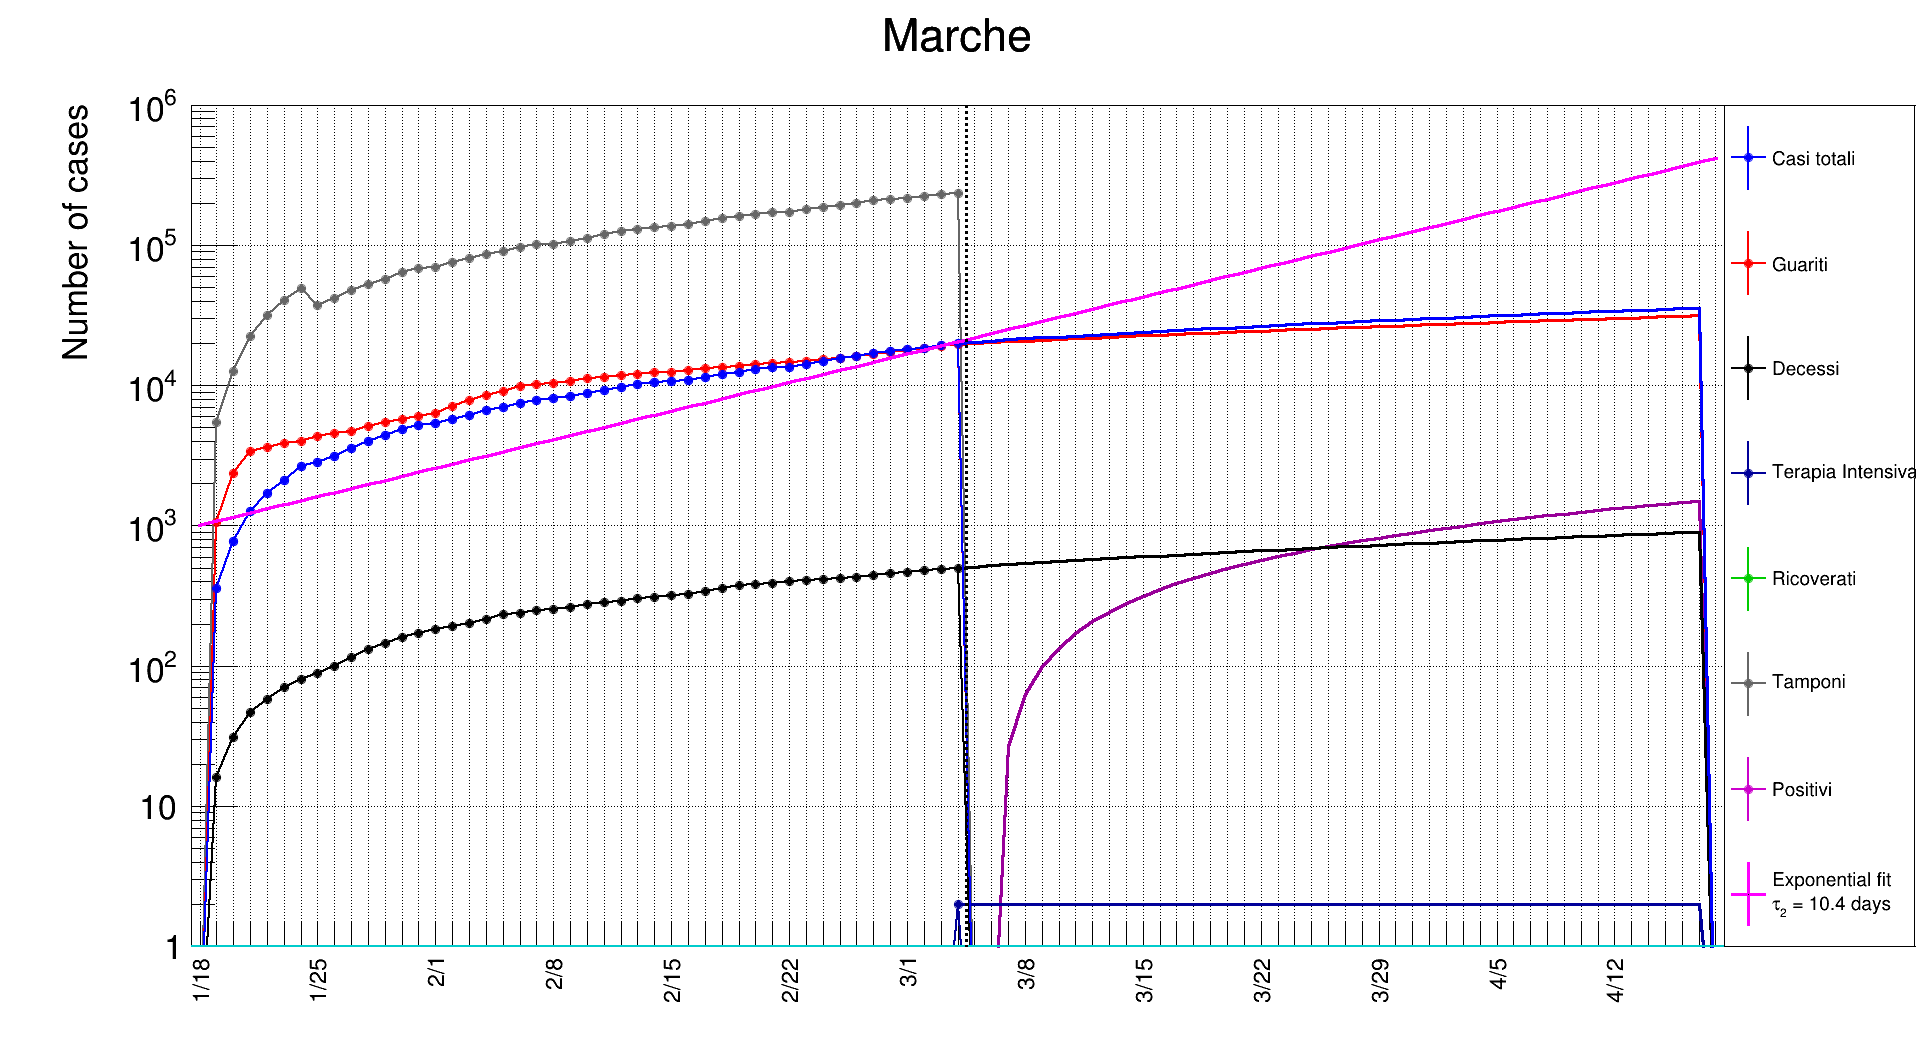 Marche
Number of cases
10^6
10^5
10^4
10^3
10^2
10
1
1/18
1/25
2/1
2/8
2/15
2/22
3/1
3/8
3/15
3/22
3/29
4/5
4/12
Casi totali
Guariti
Decessi
Terapia Intensiva
Ricoverati
Tamponi
Positivi
Exponential fit
τ_2 = 10.4 days